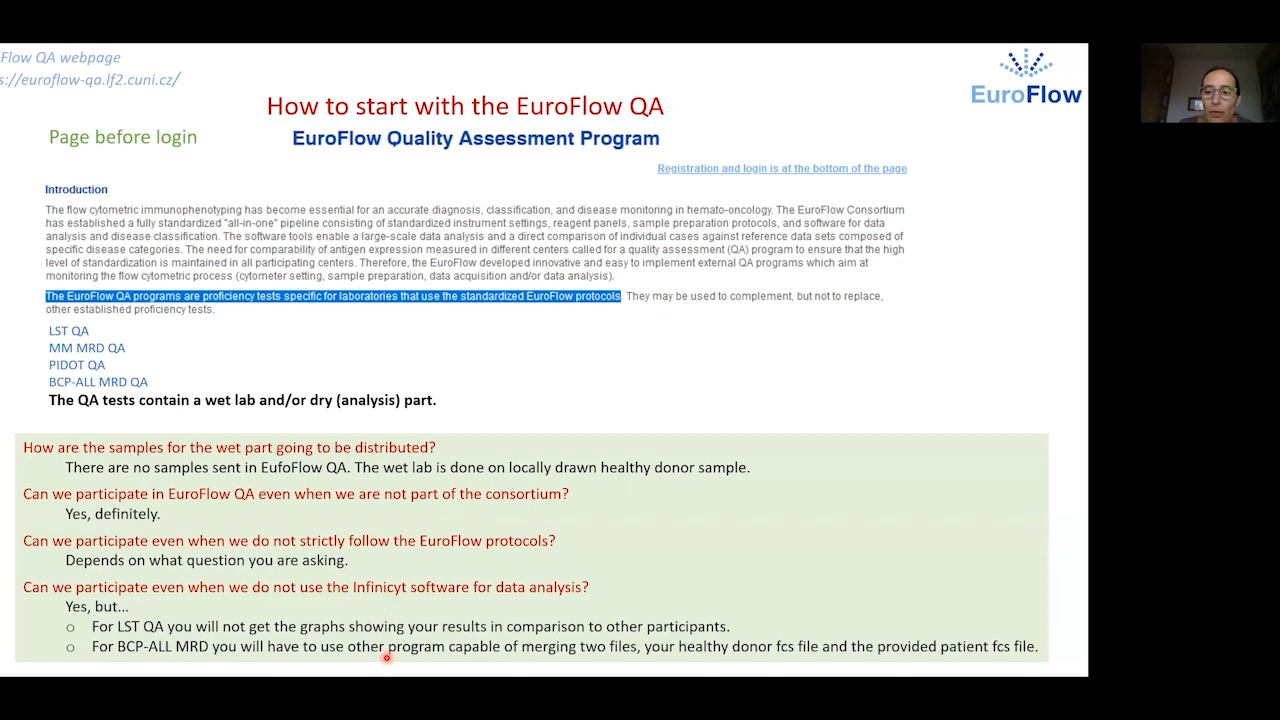 Flow QA webpage
s://euroflow-qa.lf2.cuni.cz/
EuroFlow
How to start with the EuroFlow QA
Page before login
EuroFlow Quality Assessment Program
Registration and login is at the bottom of the page
Introduction
The flow cytometric immunophenotyping has become essential for an accurate diagnosis, classification, and disease monitoring in hemato-oncology. The EuroFlow Consortium
has established a fully standardized "all-in-one" pipeline consisting of standardized instrument settings, reagent panels, sample preparation protocols, and software for data
analysis and disease classification. The software tools enable a large-scale data analysis and a direct comparison of individual cases against reference data sets composed of
specific disease categories. The need for comparability of antigen expression measured in different centers called for a quality assessment (QA) program to ensure that the high
level of standardization is maintained in all participating centers. Therefore, the EuroFlow developed innovative and easy to implement external QA programs which aim at
monitoring the flow cytometric process (cytometer setting, sample preparation, data acquisition and/or data analysis).
The EuroFlow QA programs are proficiency tests specific for laboratories that use the standardized EuroFlow protocols. They may be used to complement, but not to replace,
other established proficiency tests.
LST QA
MM MRD QA
PIDOT QA
BCP-ALL MRD QA
The QA tests contain a wet lab and/or dry (analysis) part.
How are the samples for the wet part going to be distributed?
There are no samples sent in EufoFlow QA. The wet lab is done on locally drawn healthy donor sample.
Can we participate in EuroFlow QA even when we are not part of the consortium?
Yes, definitely.
Can we participate even when we do not strictly follow the EuroFlow protocols?
Depends on what question you are asking.
Can we participate even when we do not use the Infinicyt software for data analysis?
Yes, but...
o For LST QA you will not get the graphs showing your results in comparison to other participants.
o For BCP-ALL MRD you will have to use other program capable of merging two files, your healthy donor fcs file and the provided patient fcs file.